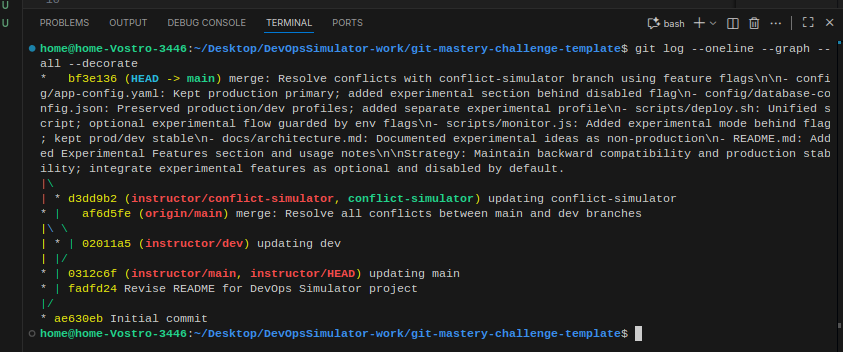 U
U
PROBLEMS OUTPUT DEBUG CONSOLE TERMINAL PORTS
bash
home@home-Vostro-3446:~/Desktop/DevOpsSimulator-work/git-mastery-challenge-template$ git log --oneline --graph --
all --decorate
*   bf3e136 (HEAD -> main) merge: Resolve conflicts with conflict-simulator branch using feature flags\n\n- confi
g/app-config.yaml: Kept production primary; added experimental section behind disabled flag\n- config/database-co
nfig.json: Preserved production/dev profiles; added separate experimental profile\n- scripts/deploy.sh: Unified s
cript; optional experimental flow guarded by env flags\n- scripts/monitor.js: Added experimental mode behind flag
; kept prod/dev stable\n- docs/architecture.md: Documented experimental ideas as non-production\n- README.md: Add
ed Experimental Features section and usage notes\n\nStrategy: Maintain backward compatibility and production stab
ility; integrate experimental features as optional and disabled by default.
|\
| * d3dd9b2 (instructor/conflict-simulator, conflict-simulator) updating conflict-simulator
* |   af6d5fe (origin/main) merge: Resolve all conflicts between main and dev branches
|\ \
| * | 02011a5 (instructor/dev) updating dev
| |/
* | 0312c6f (instructor/main, instructor/HEAD) updating main
* | fadfd24 Revise README for DevOps Simulator project
|/
* ae630eb Initial commit
home@home-Vostro-3446:~/Desktop/DevOpsSimulator-work/git-mastery-challenge-template$